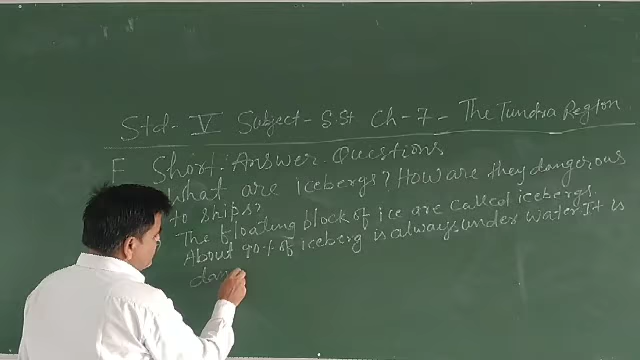 Std- V Subject - S.St Ch-7- The Tundra Region
F Short Answer Questions
What are icebergs? How are they dangerous
to ships?
The floating block of ice are called icebergs.
About 90% of iceberg is always under water. It is
dan